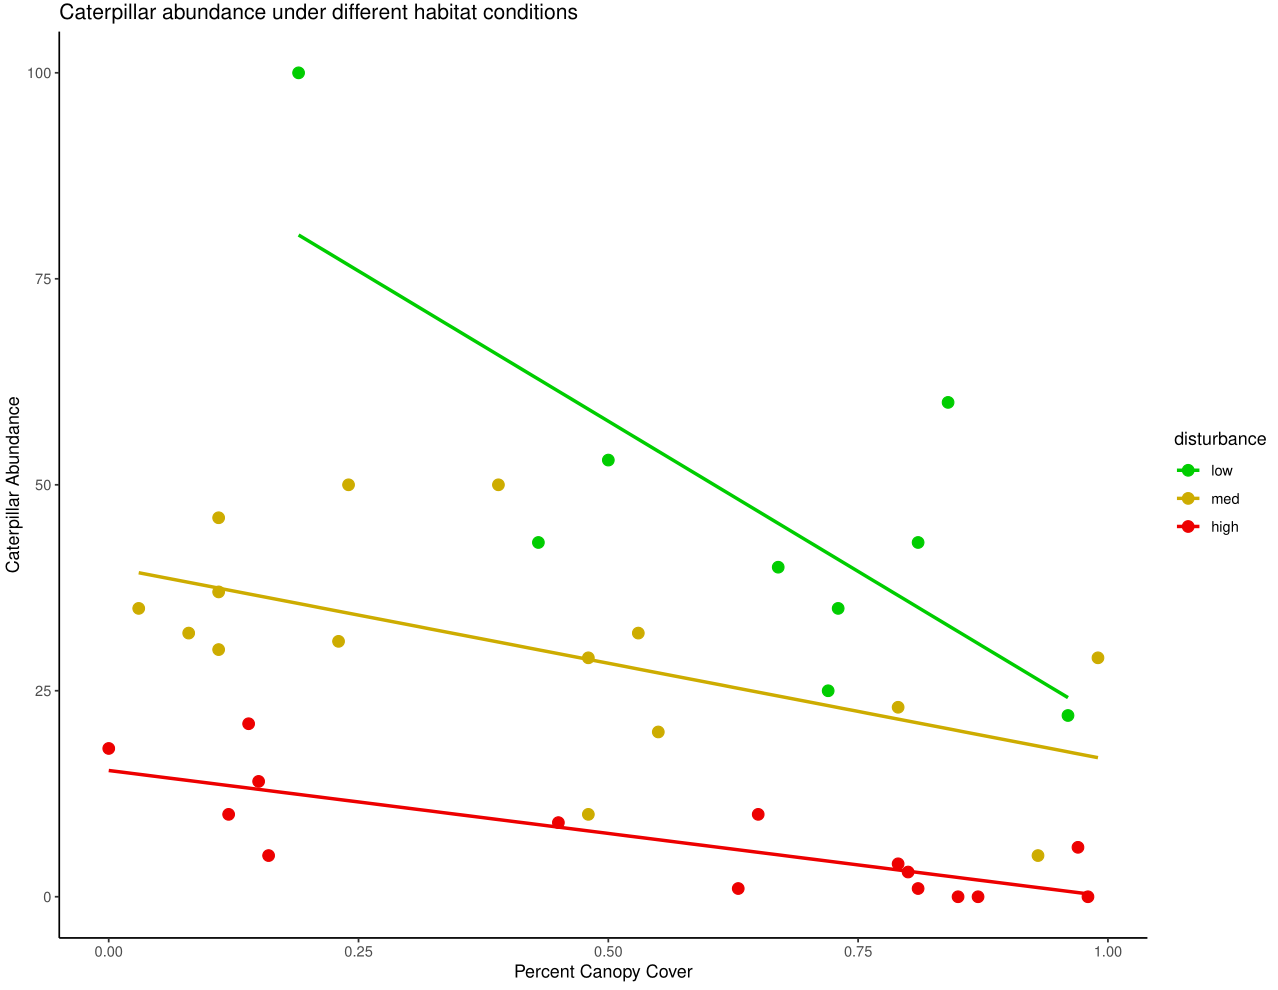 Caterpillar abundance under different habitat conditions
100
75
50
25
0
Caterpillar Abundance
0.00
0.25
0.50
0.75
1.00
Percent Canopy Cover
disturbance
low
med
high